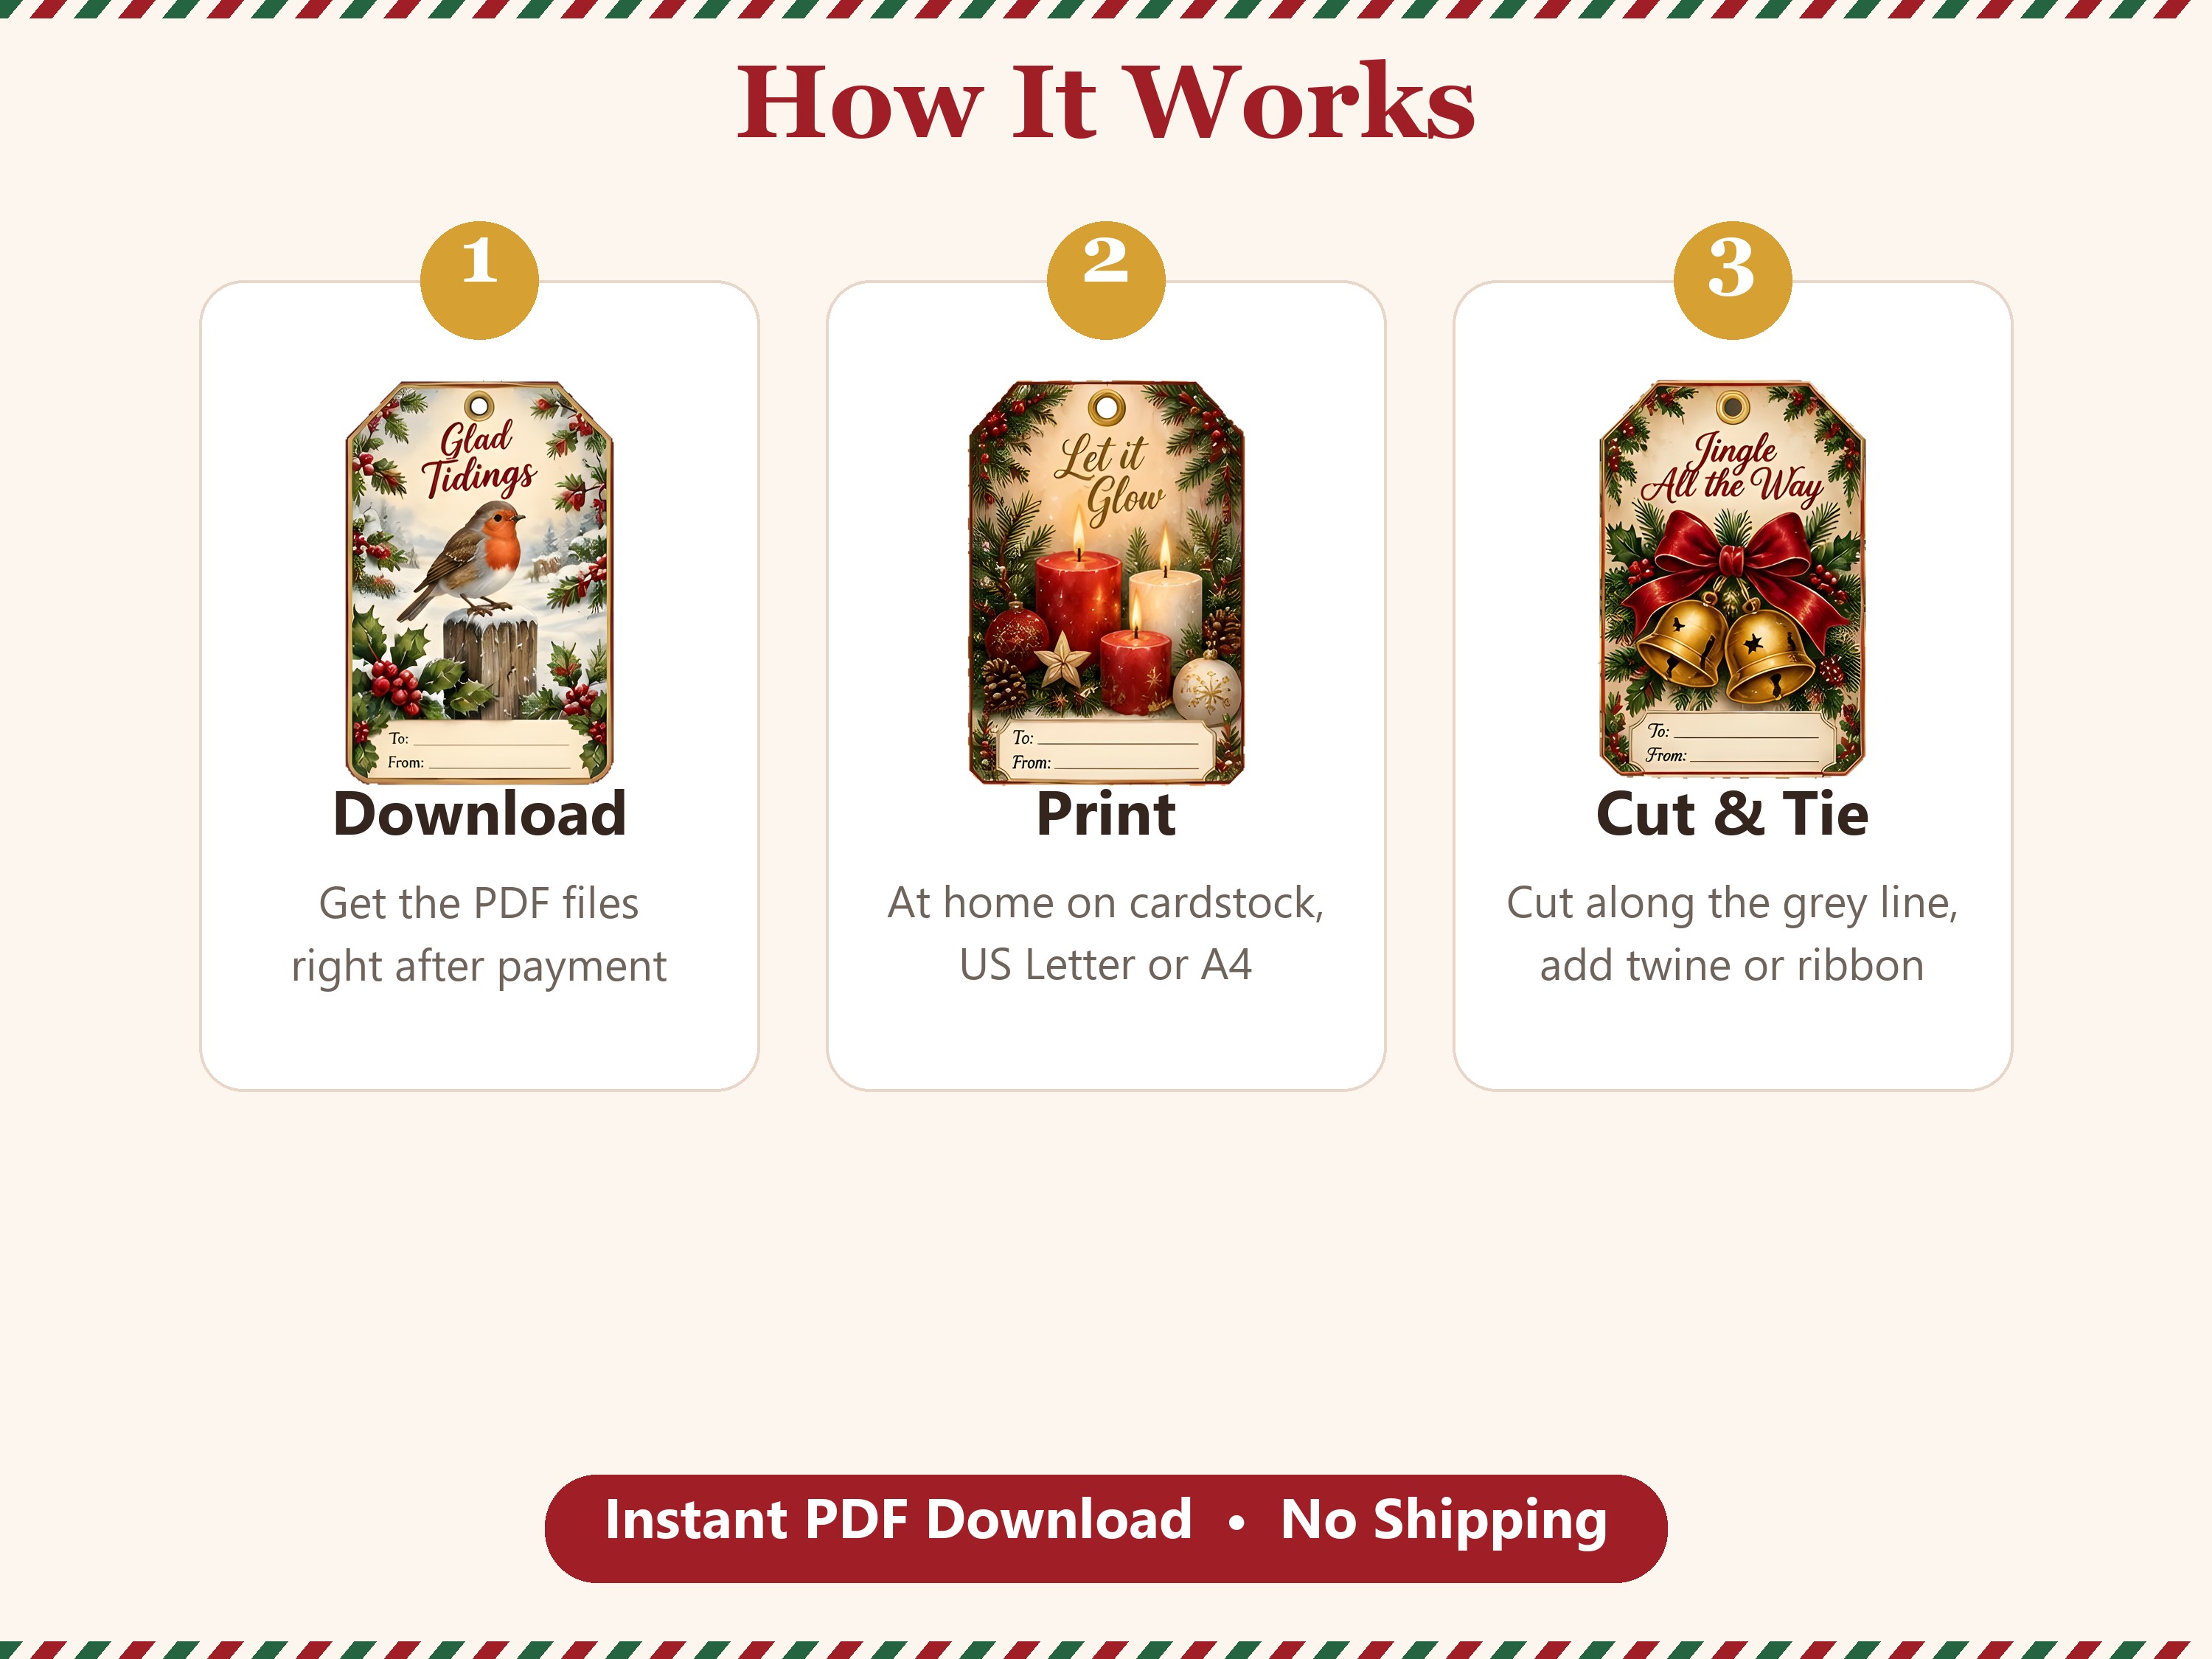 How It Works
1
2
3
Glad
Tidings
To:
From:
Let it
Glow
To:
From:
Jingle
All the Way
To:
From:
Download
Get the PDF files
right after payment
Print
At home on cardstock,
US Letter or A4
Cut & Tie
Cut along the grey line,
add twine or ribbon
Instant PDF Download • No Shipping